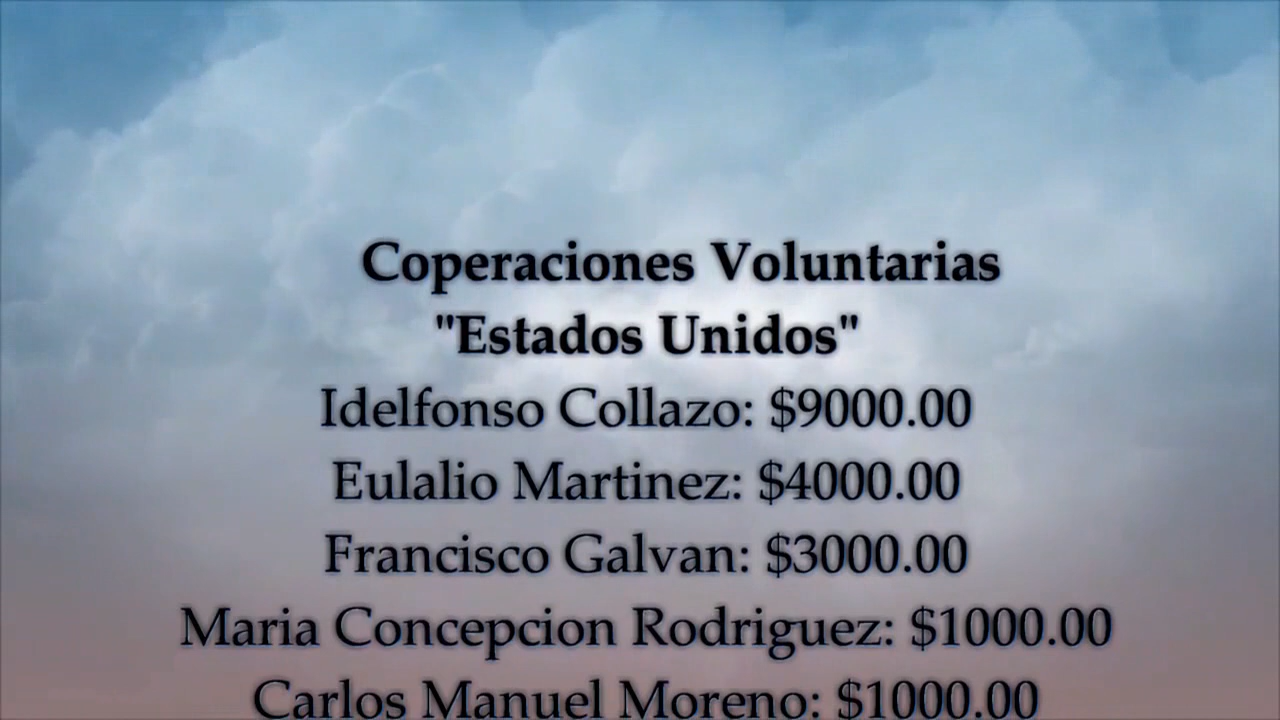 Coperaciones Voluntarias
"Estados Unidos"
Idelfonso Collazo: $9000.00
Eulalio Martinez: $4000.00
Francisco Galvan: $3000.00
Maria Concepcion Rodriguez: $1000.00
Carlos Manuel Moreno: $1000.00